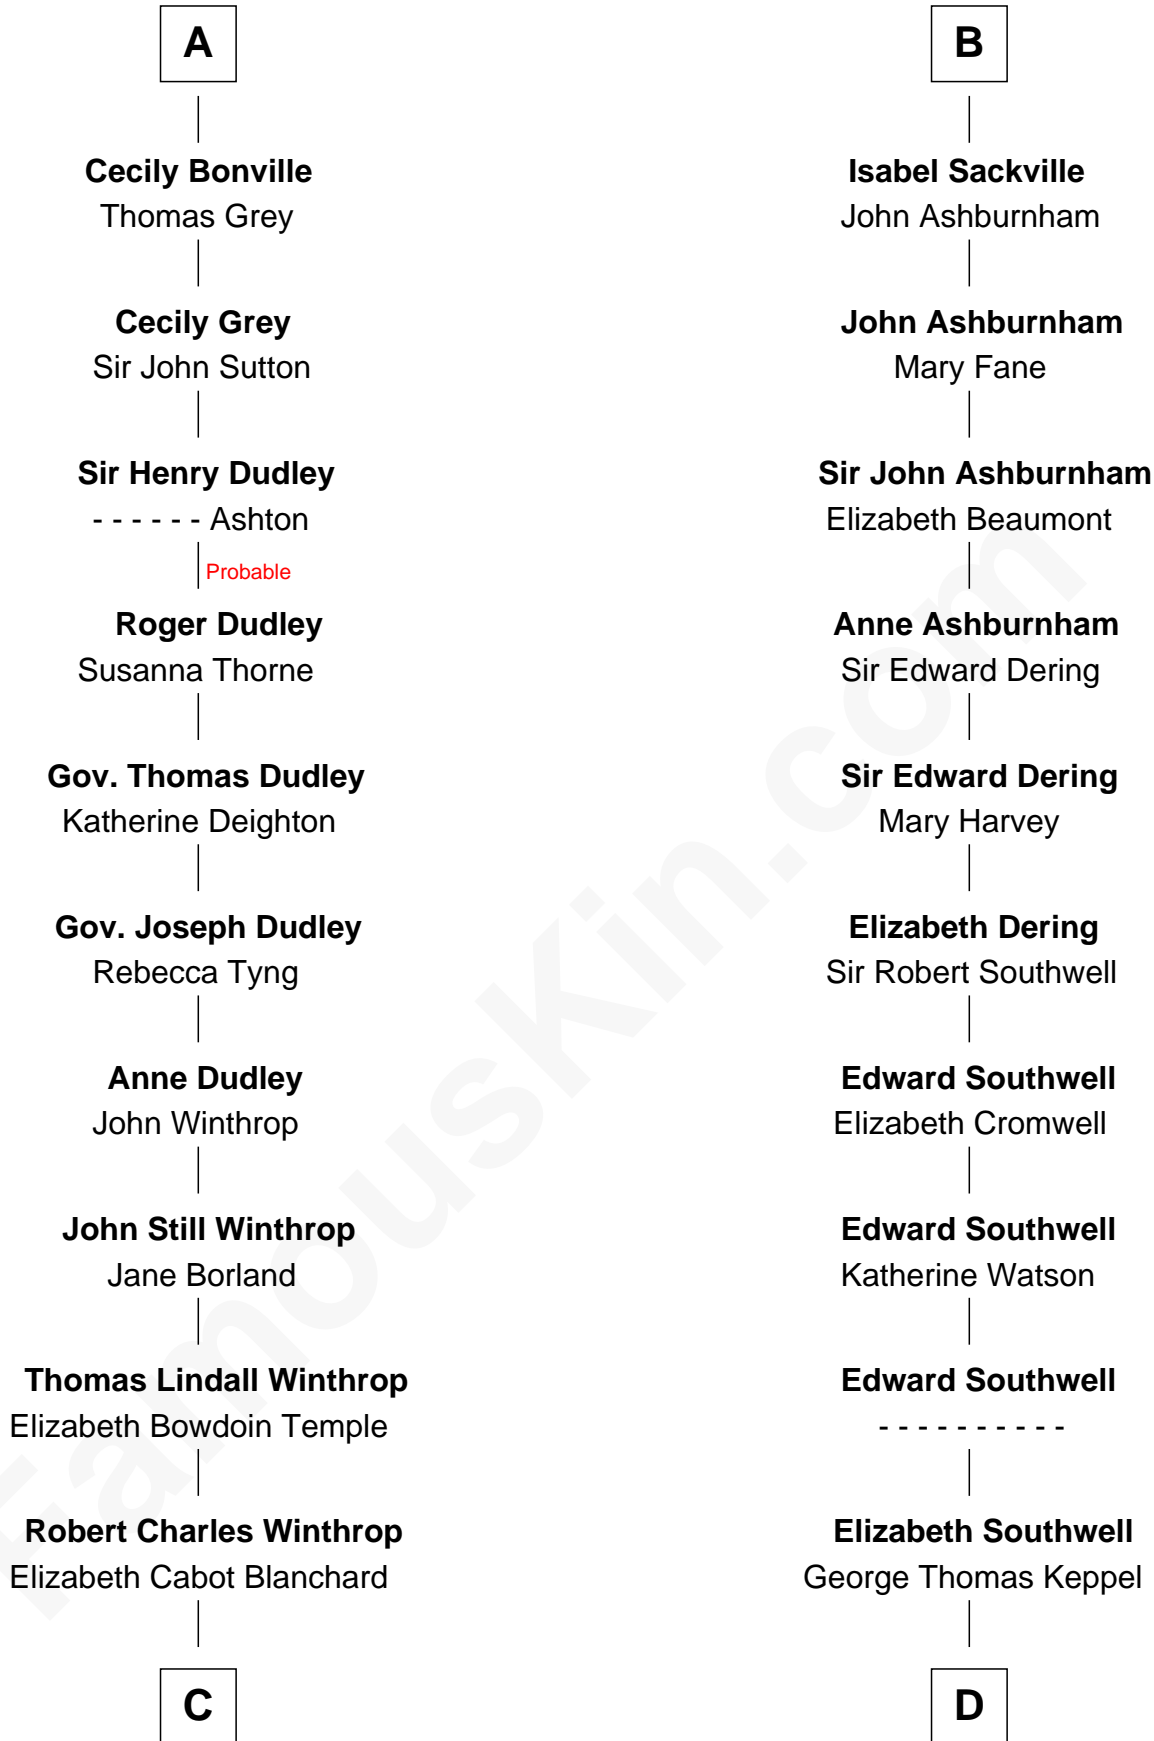 A
Cecily Bonville
Thomas Grey
Cecily Grey
Sir John Sutton
Sir Henry Dudley
- - - - - - Ashton
Probable
Roger Dudley
Susanna Thorne
Gov. Thomas Dudley
Katherine Deighton
Gov. Joseph Dudley
Rebecca Tyng
Anne Dudley
John Winthrop
John Still Winthrop
Jane Borland
Thomas Lindall Winthrop
Elizabeth Bowdoin Temple
Robert Charles Winthrop
Elizabeth Cabot Blanchard
C
B
Isabel Sackville
John Ashburnham
John Ashburnham
Mary Fane
Sir John Ashburnham
Elizabeth Beaumont
Anne Ashburnham
Sir Edward Dering
Sir Edward Dering
Mary Harvey
Elizabeth Dering
Sir Robert Southwell
Edward Southwell
Elizabeth Cromwell
Edward Southwell
Katherine Watson
Edward Southwell
- - - - - - - - - -
Elizabeth Southwell
George Thomas Keppel
D
FamousKin.com